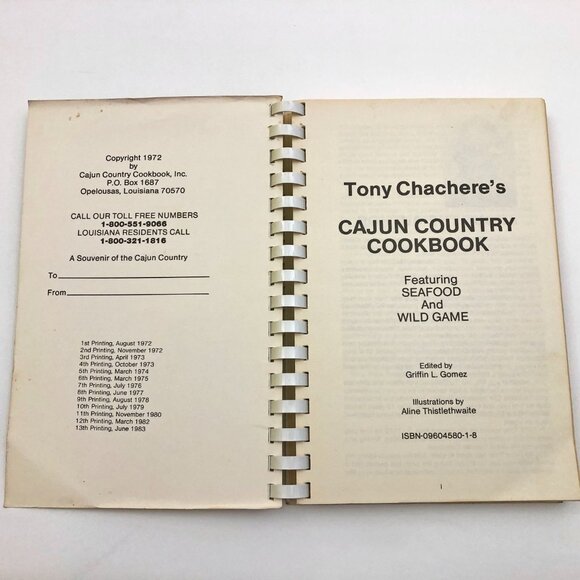 Copyright 1972
by
Cajun Country Cookbook, Inc.
P.O. Box 1687
Opelousas, Louisiana 70570
CALL OUR TOLL FREE NUMBERS
1-800-551-9066
LOUISIANA RESIDENTS CALL
1-800-321-1816
A Souvenir of the Cajun Country
To
From
1st Printing, August 1972
2nd Printing, November 1972
3rd Printing, April 1973
4th Printing, October 1973
5th Printing, March 1974
6th Printing, March 1975
7th Printing, July 1976
8th Printing, June 1977
9th Printing, August 1978
10th Printing, July 1979
11th Printing, November 1980
12th Printing, March 1982
13th Printing, June 1983
Tony Chachere's
CAJUN COUNTRY
COOKBOOK
Featuring
SEAFOOD
And
WILD GAME
Edited by
Griffin L. Gomez
Illustrations by
Aline Thistlethwaite
ISBN-09604580-1-8
1